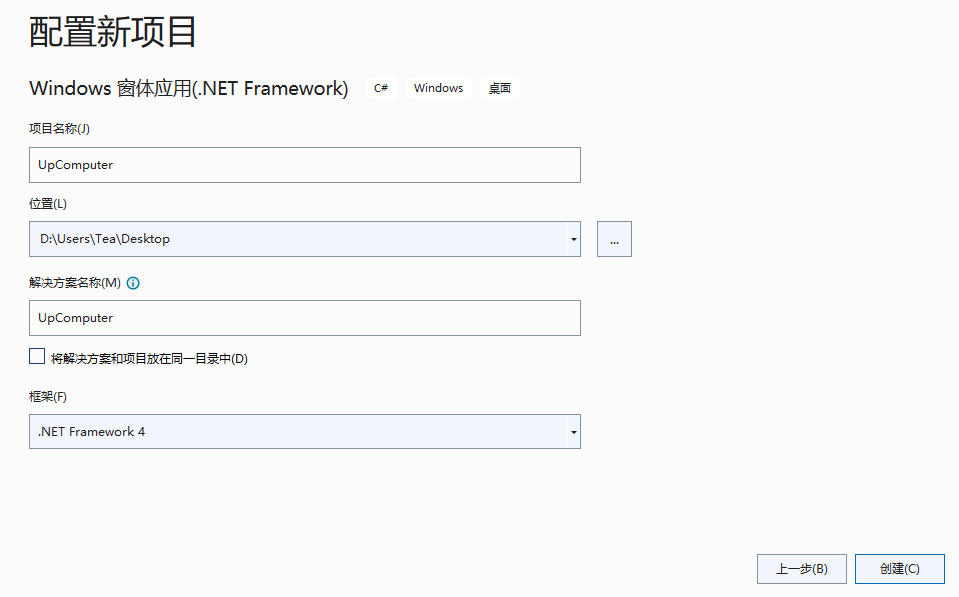 配置新项目
Windows 窗体应用(.NET Framework) C# Windows 桌面
项目名称(J)
UpComputer
位置(L)
D:\Users\Tea\Desktop
...
解决方案名称(M)
UpComputer
将解决方案和项目放在同一目录中(D)
框架(F)
.NET Framework 4
上一步(B) 创建(C)